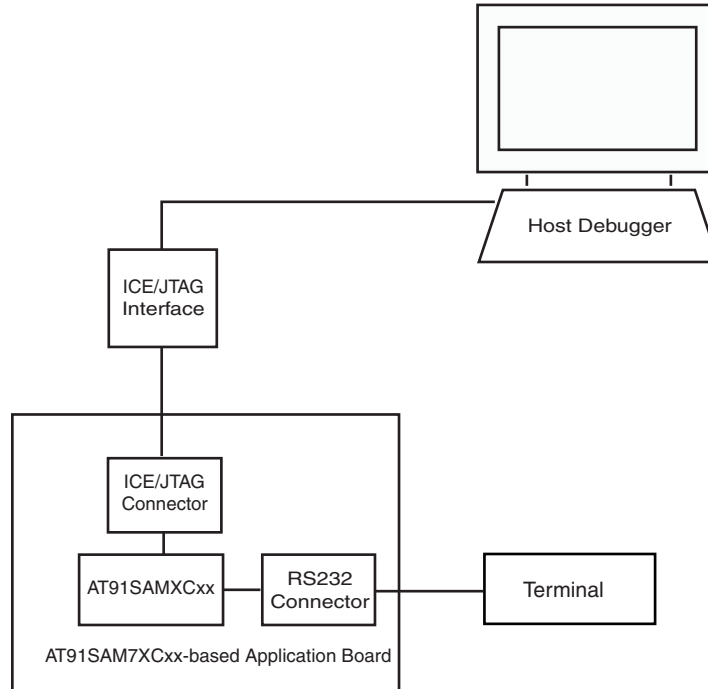 Host Debugger
ICE/JTAG
Interface
ICE/JTAG
Connector
AT91SAMXCxx
RS232
Connector
Terminal
AT91SAM7XCxx-based Application Board